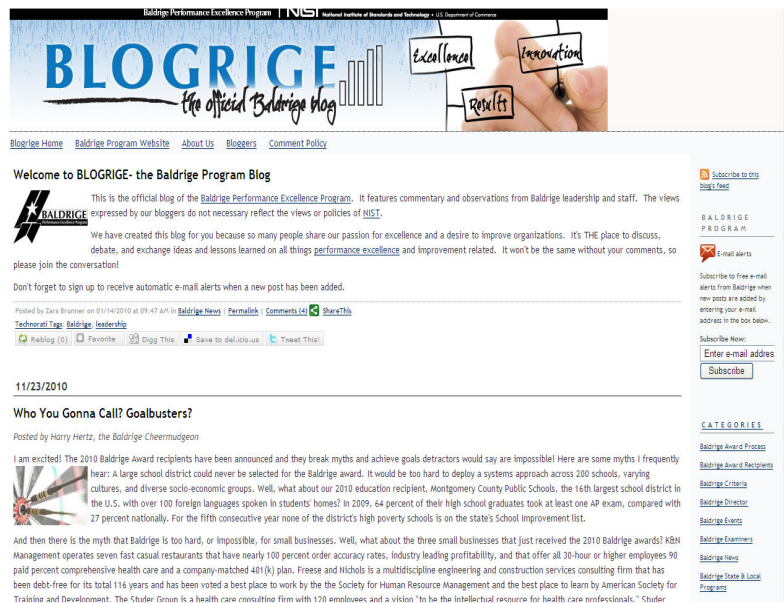 Baldrige Performance Excellence Program | NIST National Institute of Standards and Technology • U.S. Department of Commerce
BLOGRIGE
the official Baldrige blog
Excellence
Innovation
Results
Blogrige Home Baldrige Program Website About Us Bloggers Comment Policy
Welcome to BLOGRIGE- the Baldrige Program Blog
BALDRIGE
Performance Excellence Program
This is the official blog of the Baldrige Performance Excellence Program. It features commentary and observations from Baldrige leadership and staff. The views
expressed by our bloggers do not necessary reflect the views or policies of NIST.
We have created this blog for you because so many people share our passion for excellence and a desire to improve organizations. It's THE place to discuss,
debate, and exchange ideas and lessons learned on all things performance excellence and improvement related. It won't be the same without your comments, so
please join the conversation!
Don't forget to sign up to receive automatic e-mail alerts when a new post has been added.
Posted by Zara Brunner on 01/14/2010 at 09:47 AM in Baldrige News | Permalink | Comments (4) ShareThis
Technorati Tags: Baldrige, leadership
Reblog (0) Favorite Digg This Save to del.icio.us Tweet This!
11/23/2010
Who You Gonna Call? Goalbusters?
Posted by Harry Hertz, the Baldrige Cheermudgeon
I am excited! The 2010 Baldrige Award recipients have been announced and they break myths and achieve goals detractors would say are impossible! Here are some myths I frequently
hear: A large school district could never be selected for the Baldrige award. It would be too hard to deploy a systems approach across 200 schools, varying
cultures, and diverse socio-economic groups. Well, what about our 2010 education recipient, Montgomery County Public Schools, the 16th largest school district in
the U.S. with over 100 foreign languages spoken in students' homes? In 2009, 64 percent of their high school graduates took at least one AP exam, compared with
27 percent nationally. For the fifth consecutive year none of the district's high poverty schools is on the state's School Improvement list.
And then there is the myth that Baldrige is too hard, or impossible, for small businesses. Well, what about the three small businesses that just received the 2010 Baldrige awards? K&N
Management operates seven fast casual restaurants that have nearly 100 percent order accuracy rates, industry leading profitability, and that offer all 30-hour or higher employees 90
paid percent comprehensive health care and a company-matched 401(k) plan. Freese and Nichols is a multidiscipline engineering and construction services consulting firm that has
been debt-free for its total 116 years and has been voted a best place to work by the the Society for Human Resource Management and the best place to learn by American Society for
Training and Development. The Studer Group is a health care consulting firm with 120 employees and a vision "to be the intellectual resource for health care professionals." Studer
Subscribe to this
blog's feed
BALDRIGE
PROGRAM
E-mail alerts
Subscribe to free e-mail
alerts from Baldrige when
new posts are added by
entering your e-mail
address in the box below.
Subscribe Now:
Enter e-mail addres
Subscribe
CATEGORIES
Baldrige Award Process
Baldrige Award Recipients
Baldrige Criteria
Baldrige Director
Baldrige Events
Baldrige Examiners
Baldrige News
Baldrige State & Local
Programs